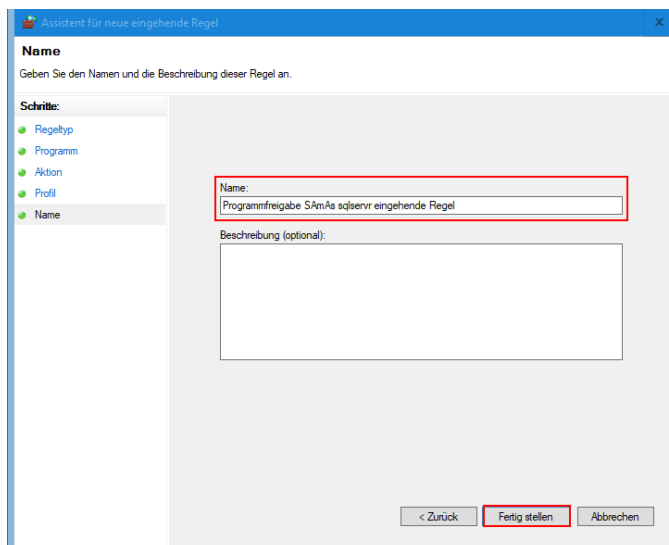 Assistent für neue eingehende Regel
x
Name
Geben Sie den Namen und die Beschreibung dieser Regel an.
Schritte:
Regeltyp
Programm
Aktion
Profil
Name
Name:
Programmfreigabe SAmAs sqlservr eingehende Regel
Beschreibung (optional):
< Zurück
Fertig stellen
Abbrechen